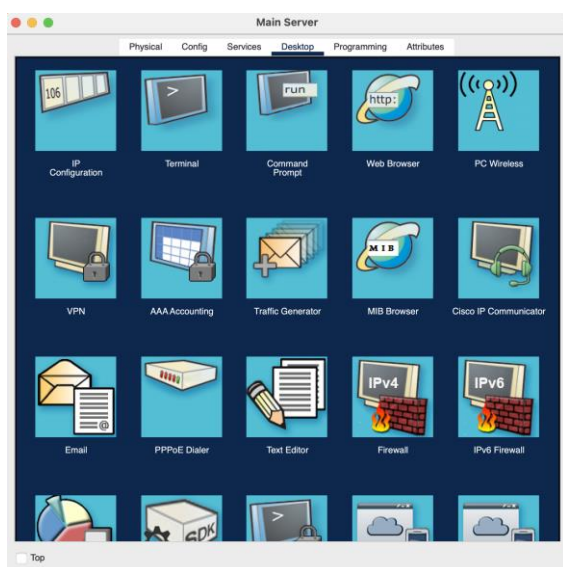 Main Server
Physical Config Services Desktop Programming Attributes
106
>
run
http:
IP
Configuration
Terminal
Command
Prompt
Web Browser
PC Wireless
MIB
VPN
AAA Accounting
Traffic Generator
MIB Browser
Cisco IP Communicator
@
IPv4
IPv6
Email
PPPoE Dialer
Text Editor
Firewall
IPv6 Firewall
SDK
>
Top